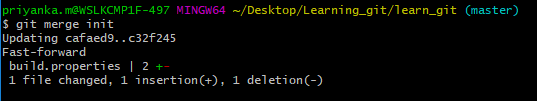 priyanka.m@WSLKCMP1F-497 MINGW64 ~/Desktop/Learning_git/learn_git (master)
$ git merge init
Updating cafaed9..c32f245
Fast-forward
 build.properties | 2 +-
 1 file changed, 1 insertion(+), 1 deletion(-)